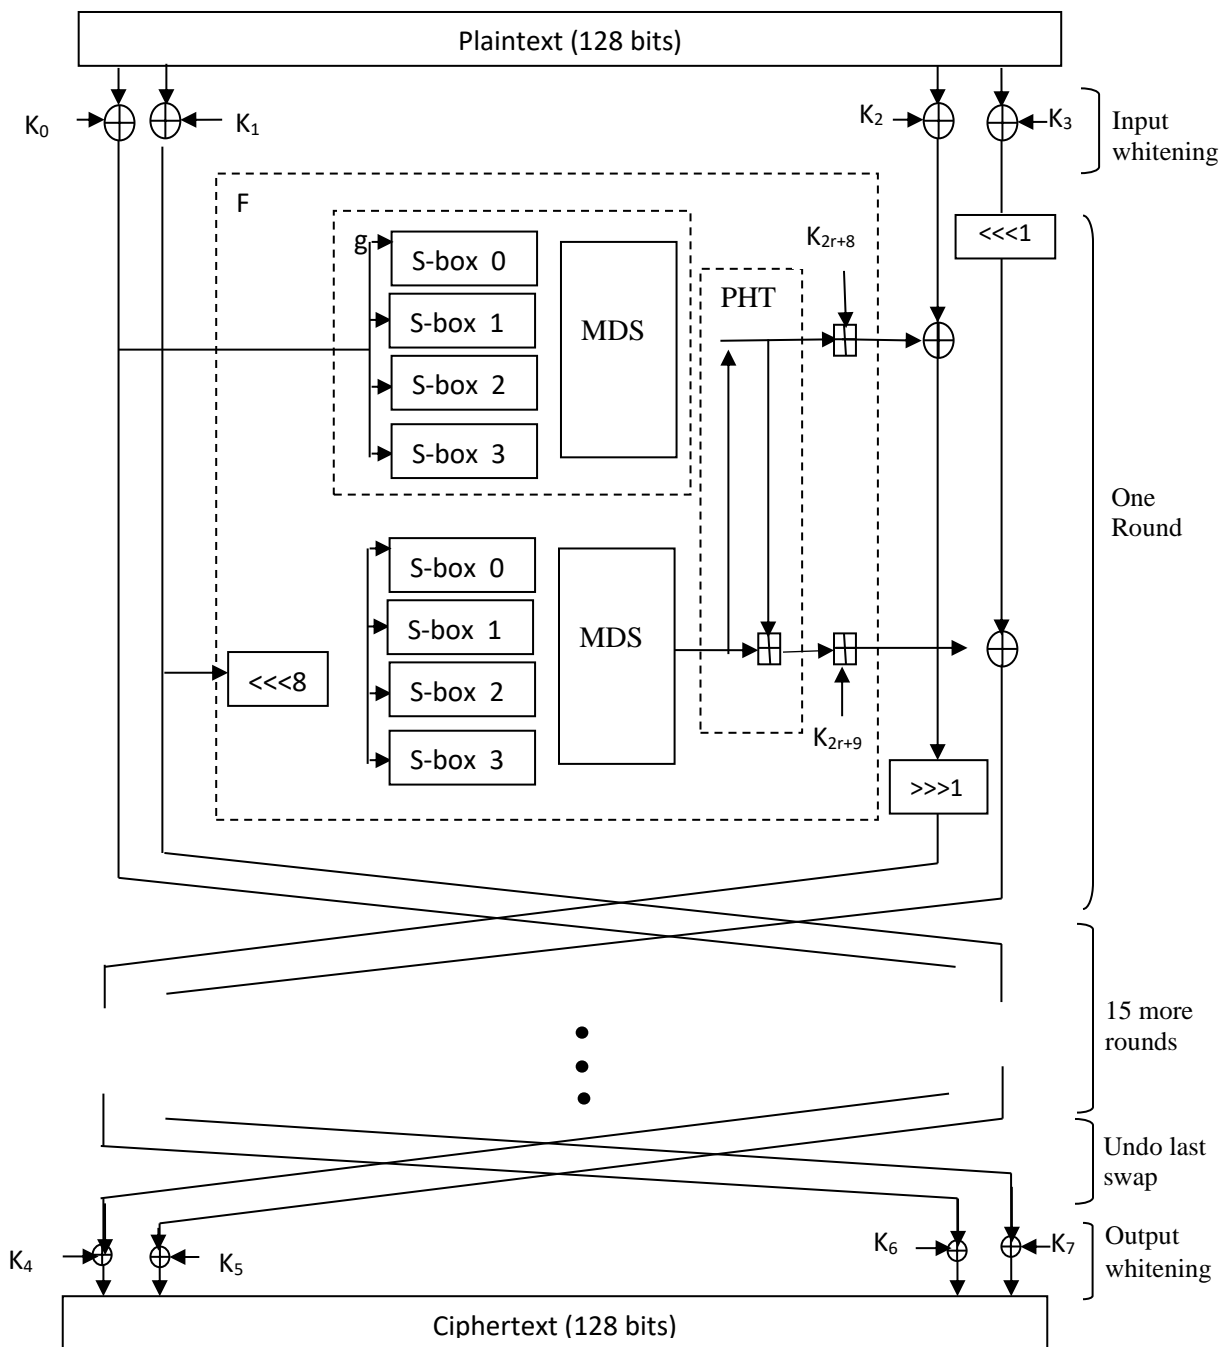 Plaintext (128 bits)
K0
K1
K2
K3
Input
whitening
F
g
S-box 0
S-box 1
S-box 2
S-box 3
MDS
PHT
K2r+8
<<<1
One
Round
S-box 0
S-box 1
S-box 2
S-box 3
MDS
<<<8
K2r+9
>>>1
15 more
rounds
Undo last
swap
K4
K5
K6
K7
Output
whitening
Ciphertext (128 bits)